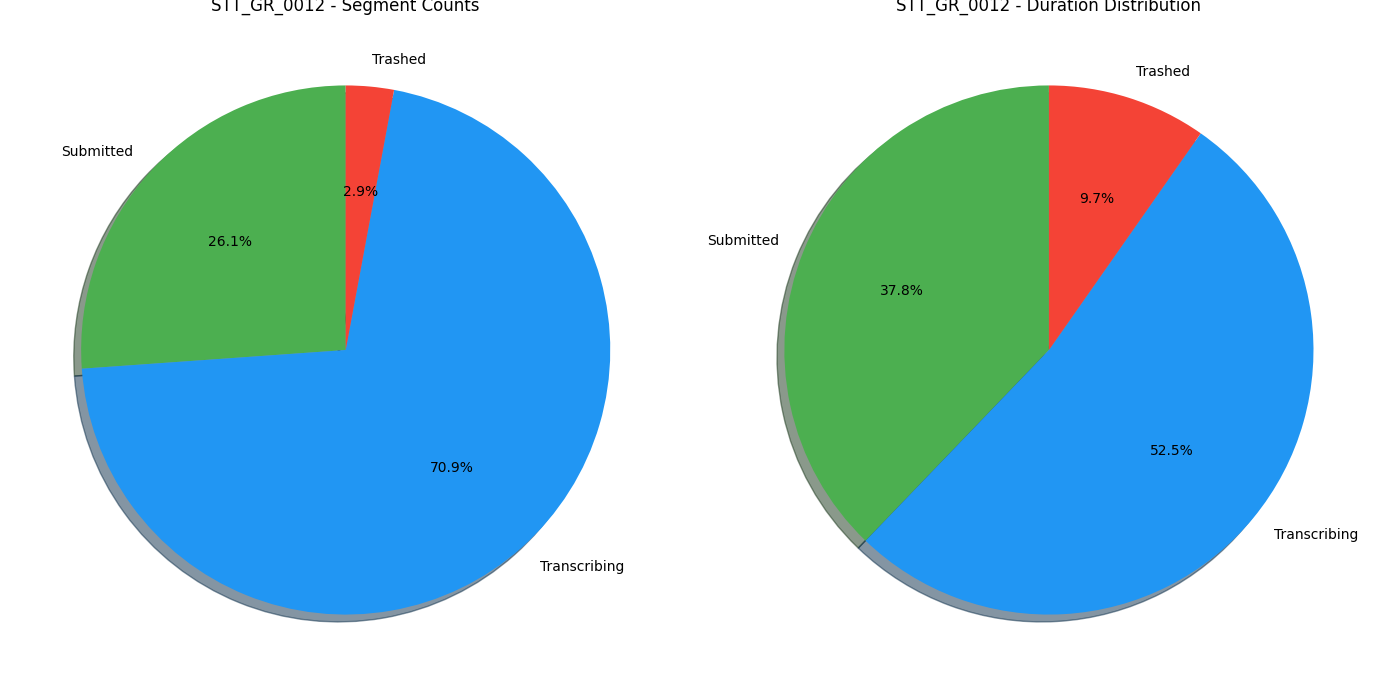 STT_GR_0012 - Segment Counts
Trashed
Submitted
2.9%
26.1%
70.9%
Transcribing
STT_GR_0012 - Duration Distribution
Trashed
9.7%
Submitted
37.8%
52.5%
Transcribing